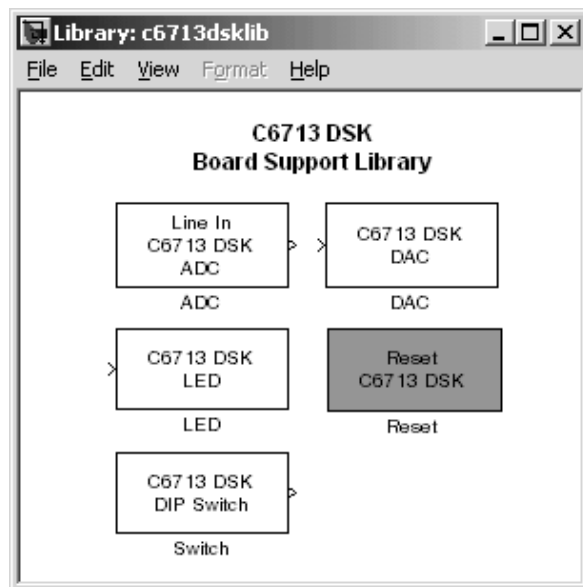 Library: c6713dsklib
File Edit View Format Help
C6713 DSK
Board Support Library
Line In
C6713 DSK
ADC
ADC
C6713 DSK
DAC
DAC
C6713 DSK
LED
LED
Reset
C6713 DSK
Reset
C6713 DSK
DIP Switch
Switch